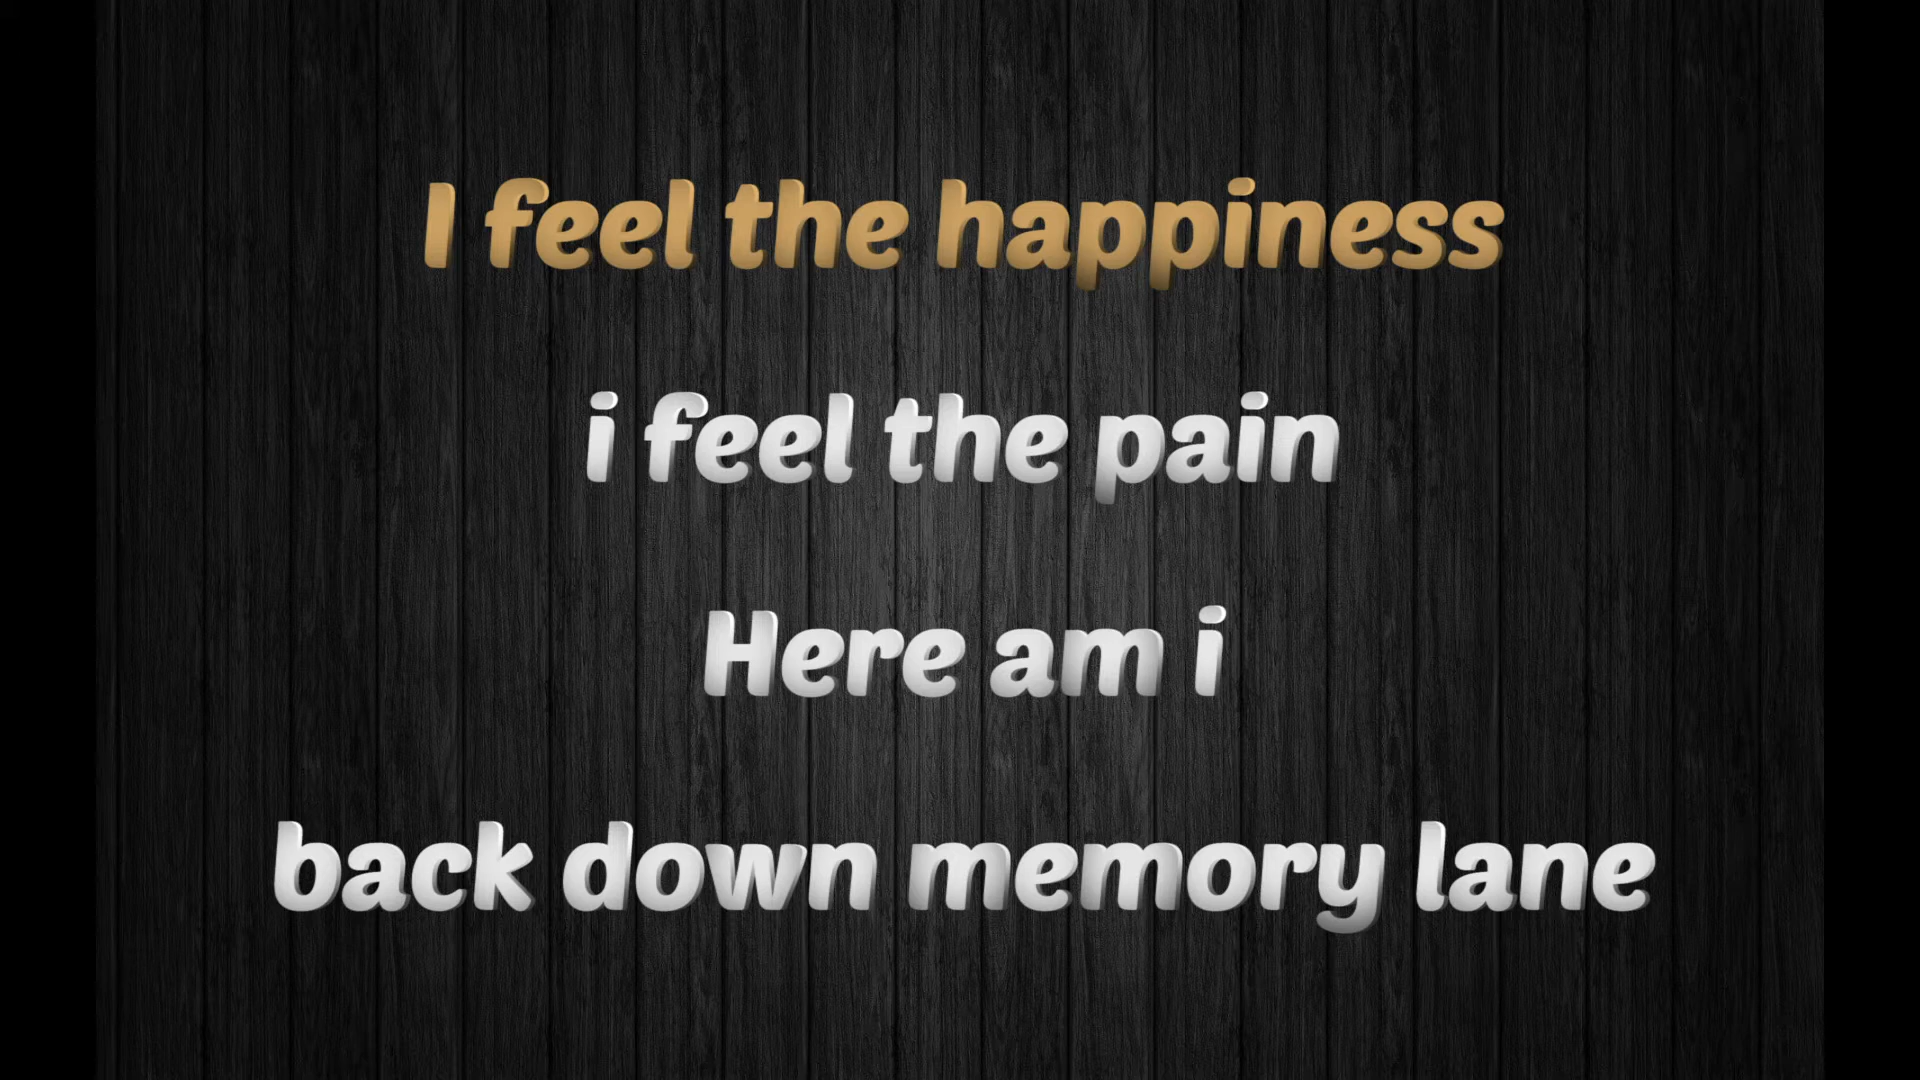 I feel the happiness
i feel the pain
Here am i
back down memory lane